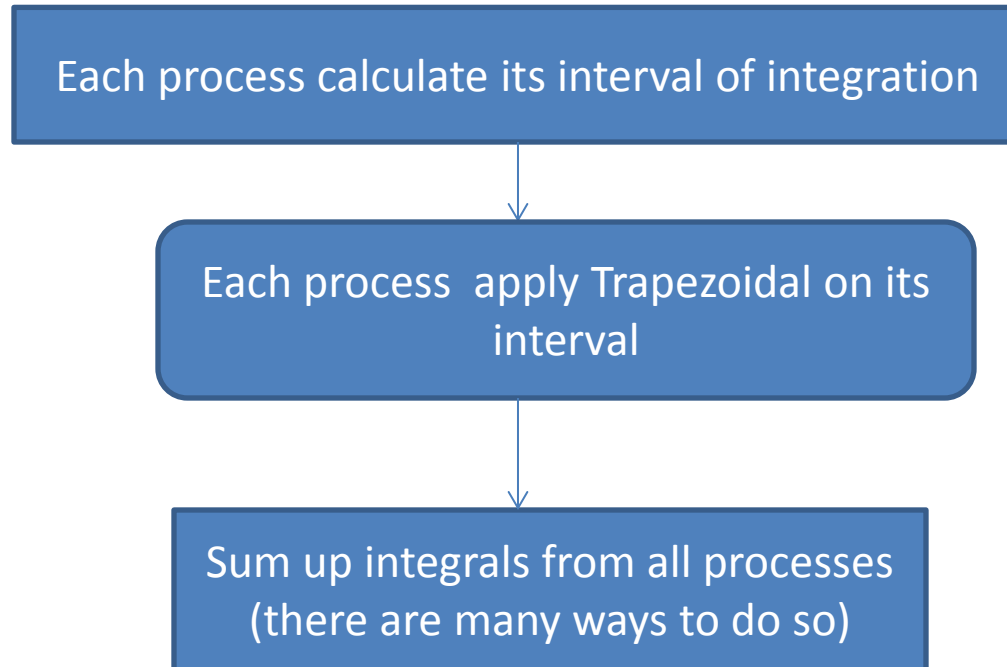 Each process calculate its interval of integration
Each process  apply Trapezoidal on its
interval
Sum up integrals from all processes
(there are many ways to do so)